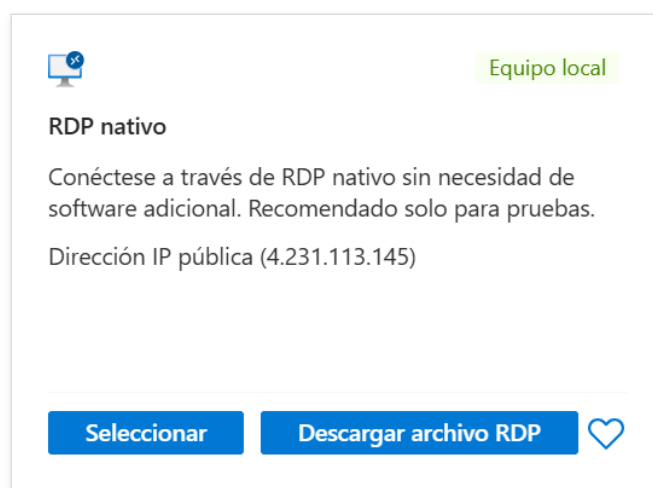 Equipo local
RDP nativo
Conéctese a través de RDP nativo sin necesidad de
software adicional. Recomendado solo para pruebas.
Dirección IP pública (4.231.113.145)
Seleccionar
Descargar archivo RDP